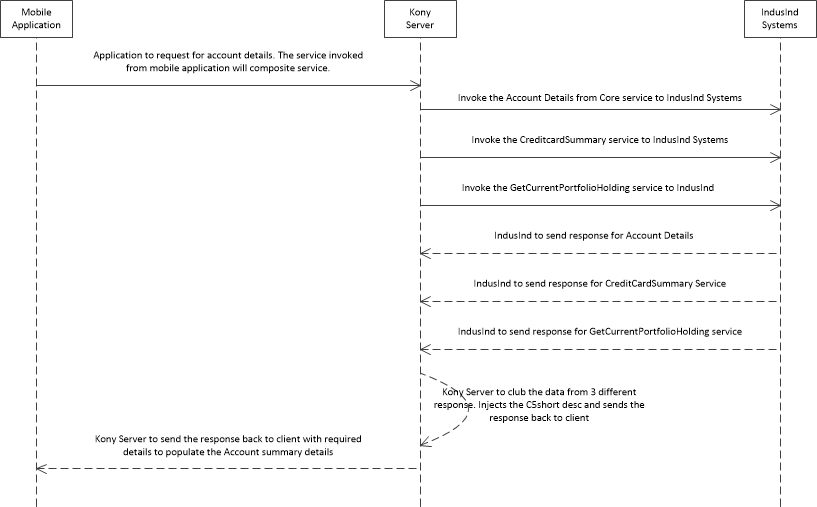 Mobile
Application
Kony
Server
IndusInd
Systems
Application to request for account details. The service invoked
from mobile application will composite service.
Invoke the Account Details from Core service to IndusInd Systems
Invoke the CreditcardSummary service to IndusInd Systems
Invoke the GetCurrentPortfolioHolding service to IndusInd
IndusInd to send response for Account Details
IndusInd to send response for CreditCardSummary Service
IndusInd to send response for GetCurrentPortfolioHolding service
Kony Server to club the data from 3 different
response. Injects the C5short desc and sends the
response back to client
Kony Server to send the response back to client with required
details to populate the Account summary details